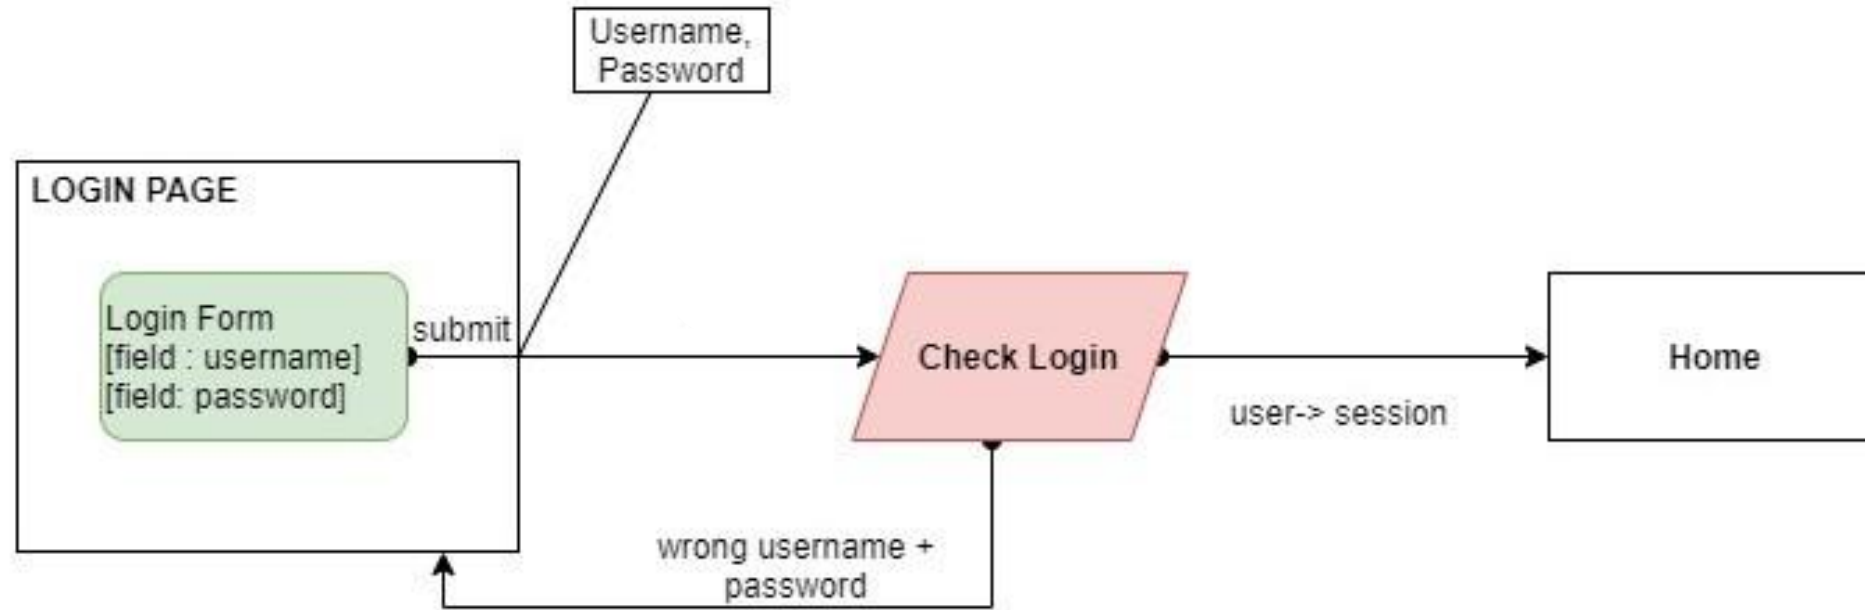 Username,
Password
LOGIN PAGE
Login Form
[field : username]
[field: password]
submit
Check Login
user-> session
Home
wrong username +
password